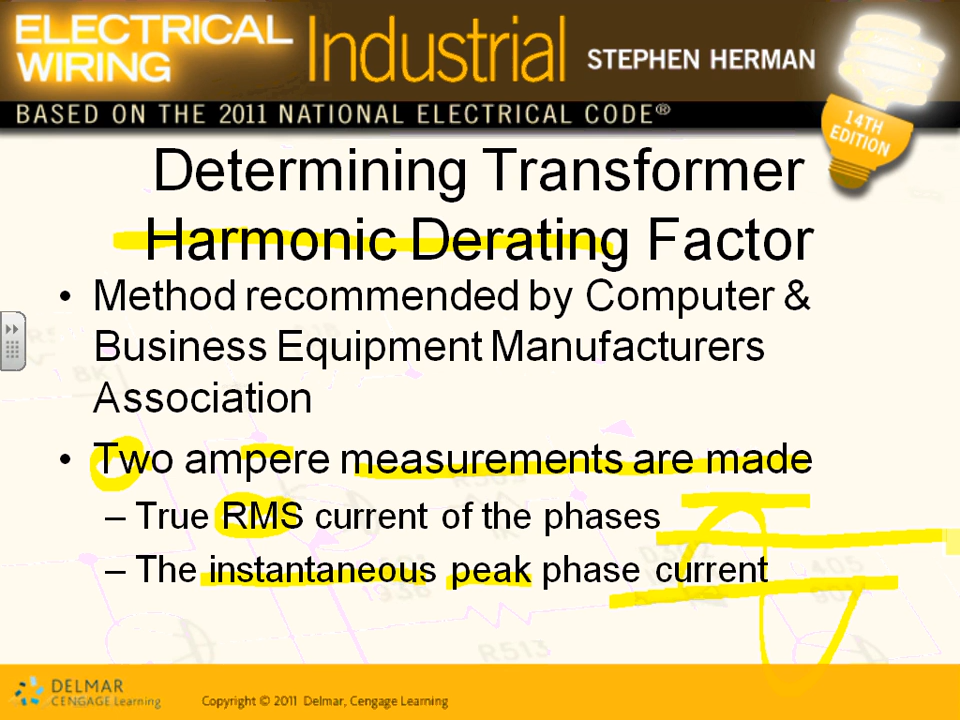 ELECTRICAL WIRING Industrial STEPHEN HERMAN
BASED ON THE 2011 NATIONAL ELECTRICAL CODE®
14TH EDITION
Determining Transformer
Harmonic Derating Factor
• Method recommended by Computer &
Business Equipment Manufacturers
Association
• Two ampere measurements are made
– True RMS current of the phases
– The instantaneous peak phase current
R513
DELMAR
CENGAGE Learning
Copyright © 2011 Delmar, Cengage Learning